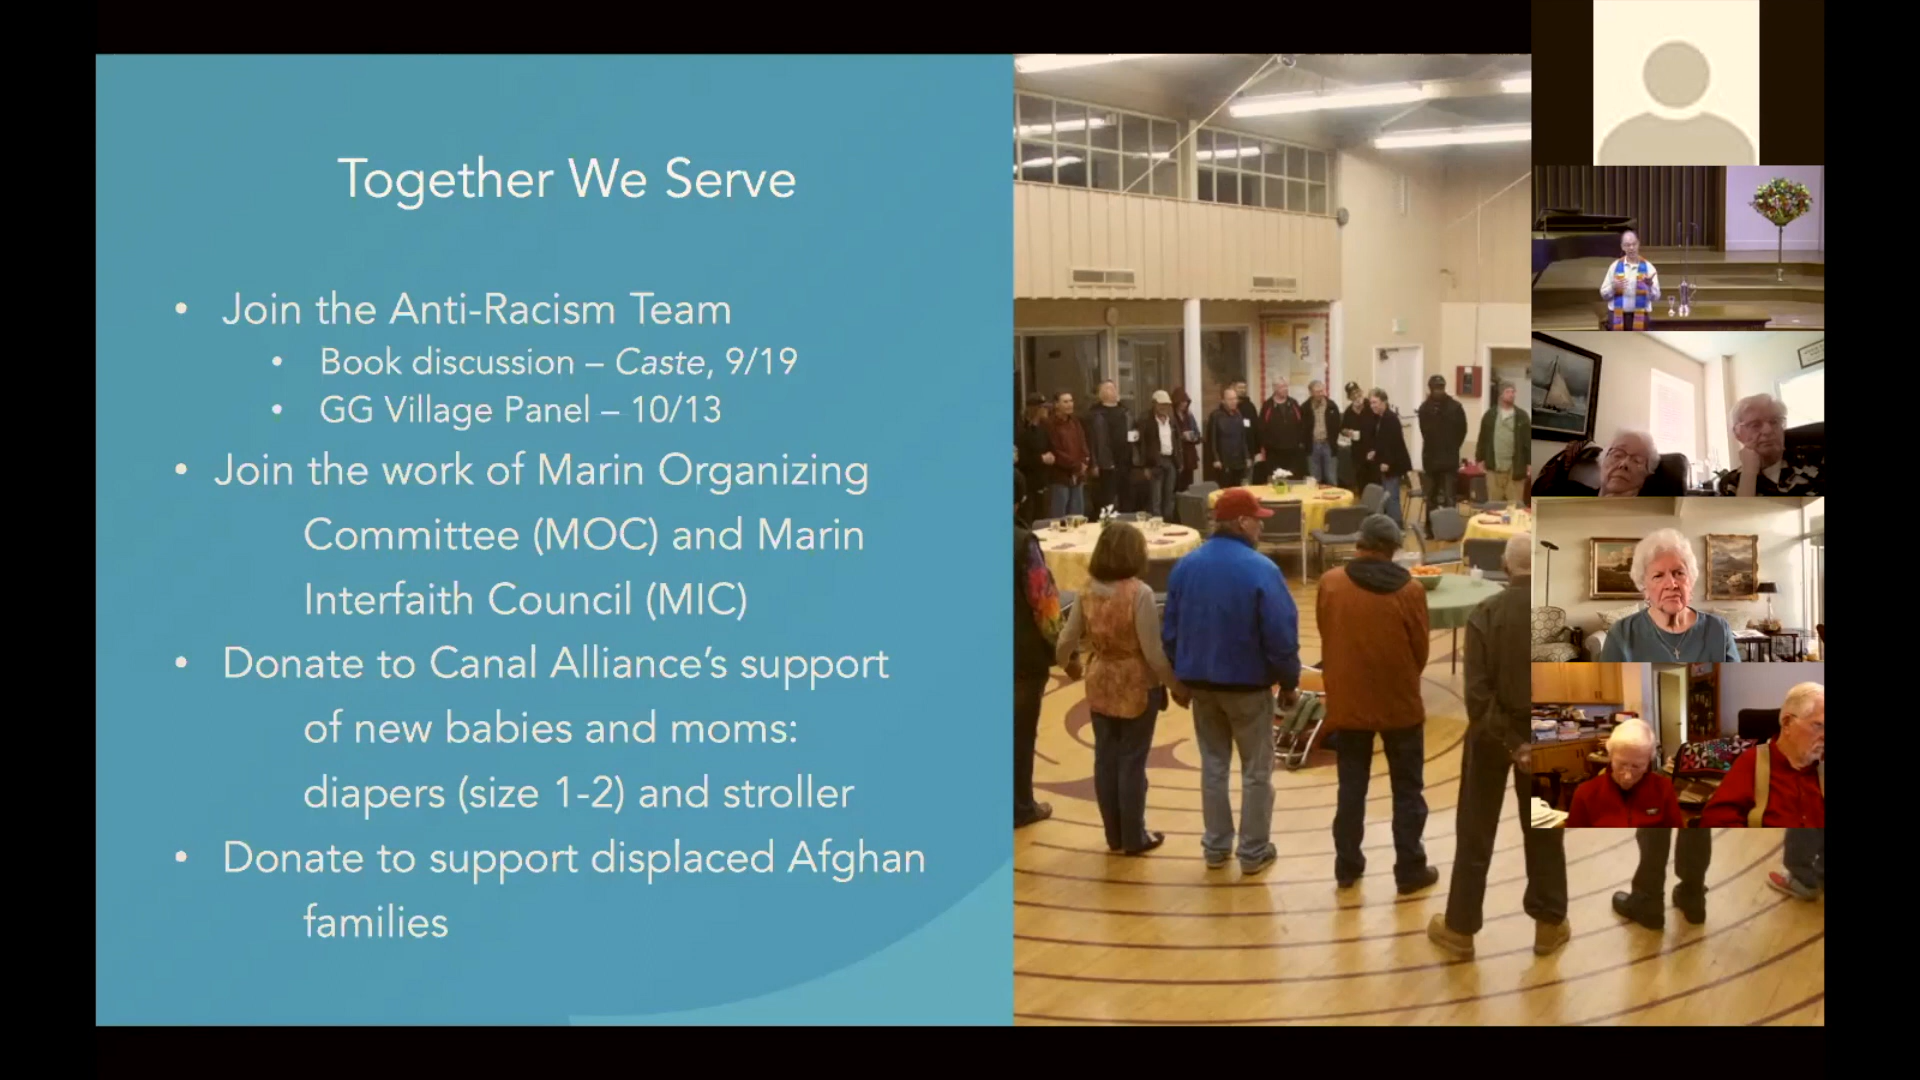 Together We Serve
• Join the Anti-Racism Team
• Book discussion – Caste, 9/19
• GG Village Panel – 10/13
• Join the work of Marin Organizing
Committee (MOC) and Marin
Interfaith Council (MIC)
• Donate to Canal Alliance’s support
of new babies and moms:
diapers (size 1-2) and stroller
• Donate to support displaced Afghan
families